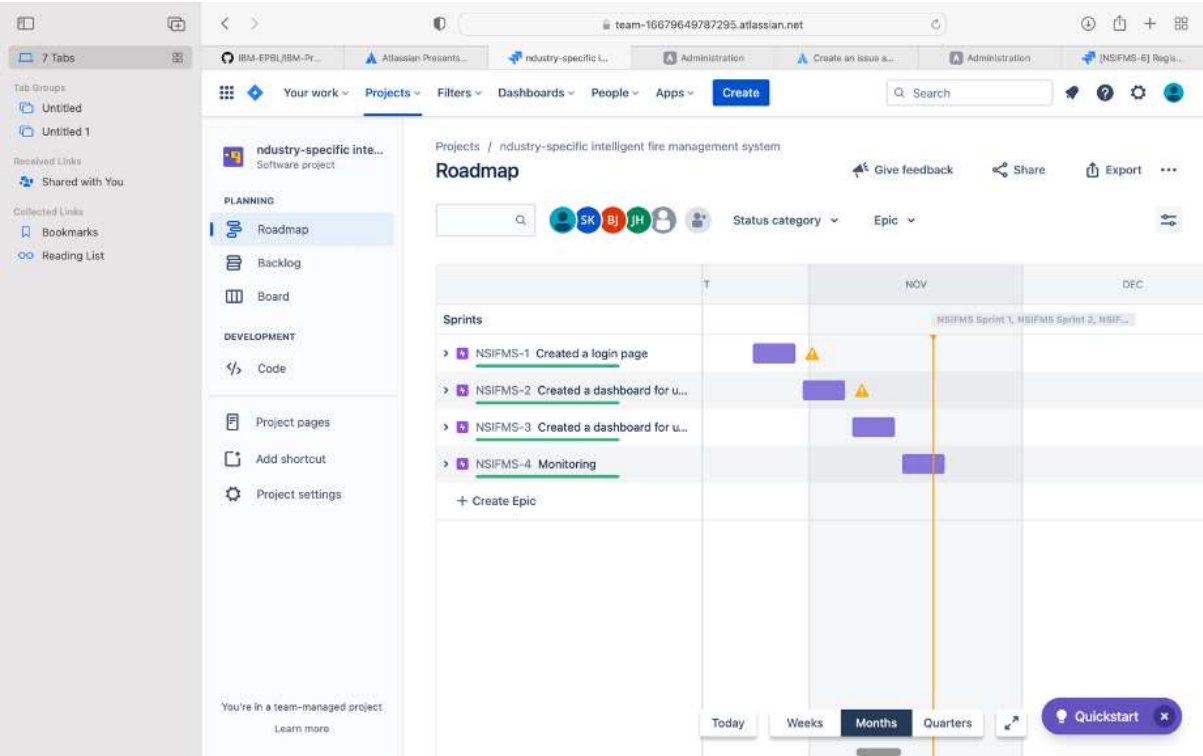 7 Tabs
Tab Groups
Untitled
Untitled 1
Received Links
Shared with You
Collected Links
Bookmarks
Reading List
team-16679649787295.atlassian.net
IBM-EPBL/IBM-Pr...
Atlassian Presents...
ndustry-specific i...
Administration
Create an issue a...
Administration
[NSIFMS-6] Regis...
Your work
Projects
Filters
Dashboards
People
Apps
Create
Search
ndustry-specific inte...
Software project
PLANNING
Roadmap
Backlog
Board
DEVELOPMENT
Code
Project pages
Add shortcut
Project settings
You're in a team-managed project
Learn more
Projects / ndustry-specific intelligent fire management system
Roadmap
Give feedback
Share
Export
SK
BJ
JH
Status category
Epic
T
NOV
DEC
Sprints
NSIFMS Sprint 1, NSIFMS Sprint 2, NSIF...
NSIFMS-1 Created a login page
NSIFMS-2 Created a dashboard for u...
NSIFMS-3 Created a dashboard for u...
NSIFMS-4 Monitoring
+ Create Epic
Today
Weeks
Months
Quarters
Quickstart